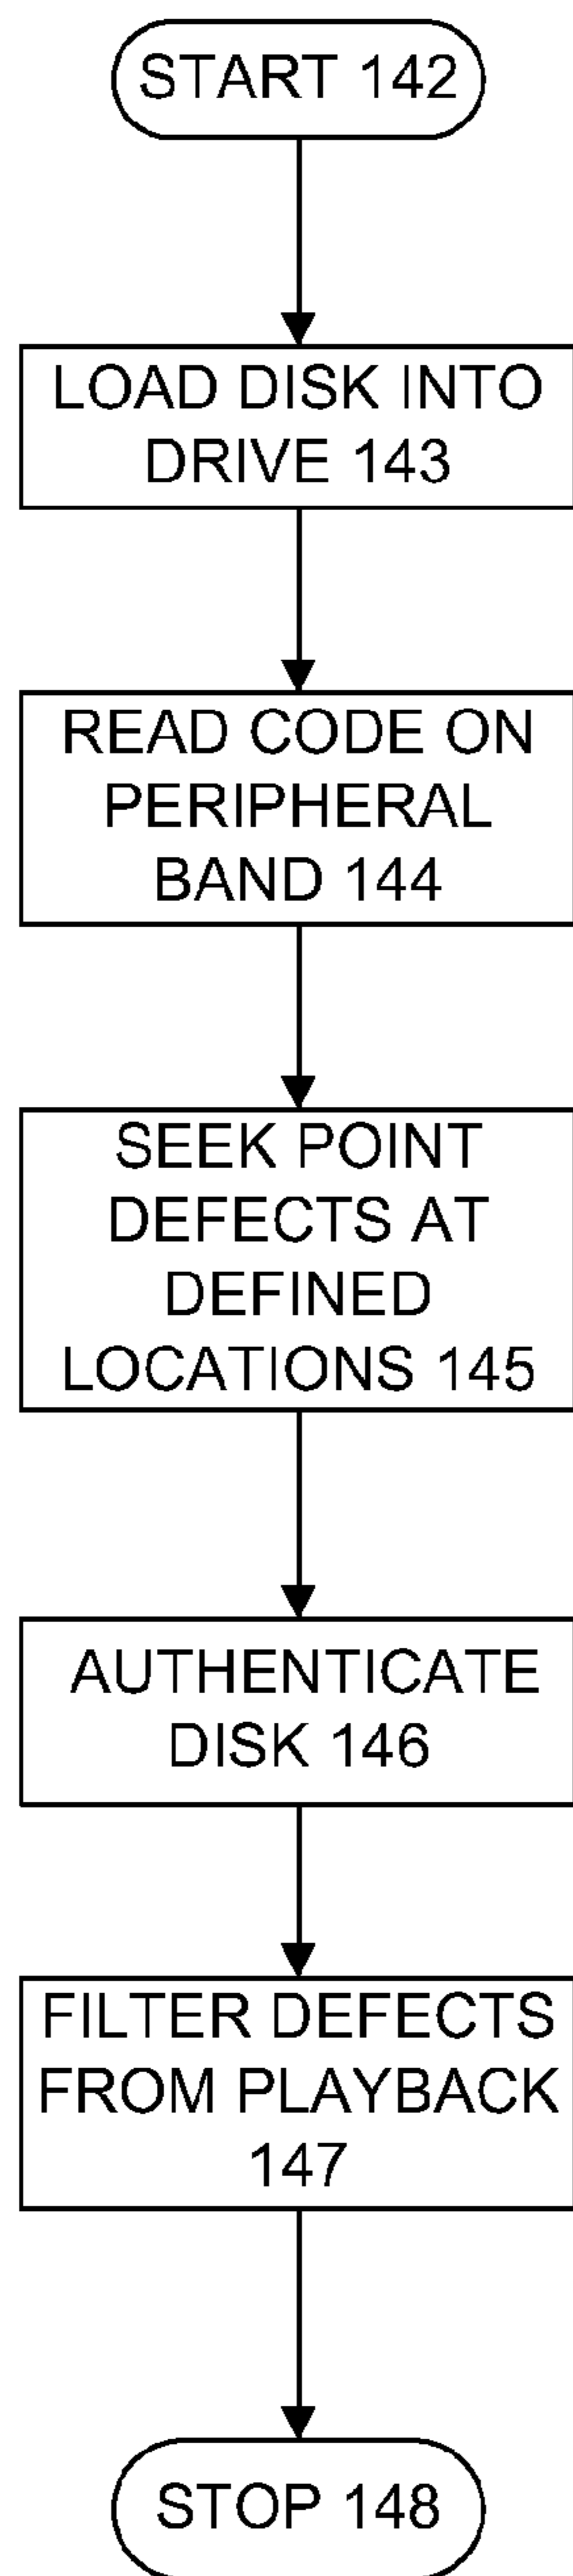 START 142
LOAD DISK INTO
DRIVE 143
READ CODE ON
PERIPHERAL
BAND 144
SEEK POINT
DEFECTS AT
DEFINED
LOCATIONS 145
AUTHENTICATE
DISK 146
FILTER DEFECTS
FROM PLAYBACK
147
STOP 148